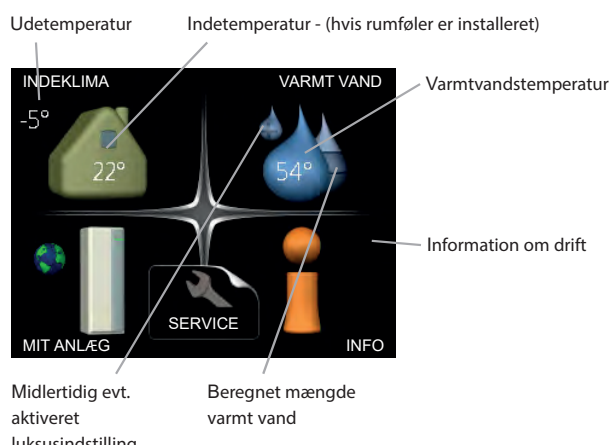 Udetemperatur
Indetemperatur - (hvis rumføler er installeret)
INDEKLIMA
VARMT VAND
Varmtvandstemperatur
-5°
22°
54°
Information om drift
SERVICE
MIT ANLÆG
INFO
Midlertidig evt.
aktiveret
luksusindstilling
Beregnet mængde
varmt vand